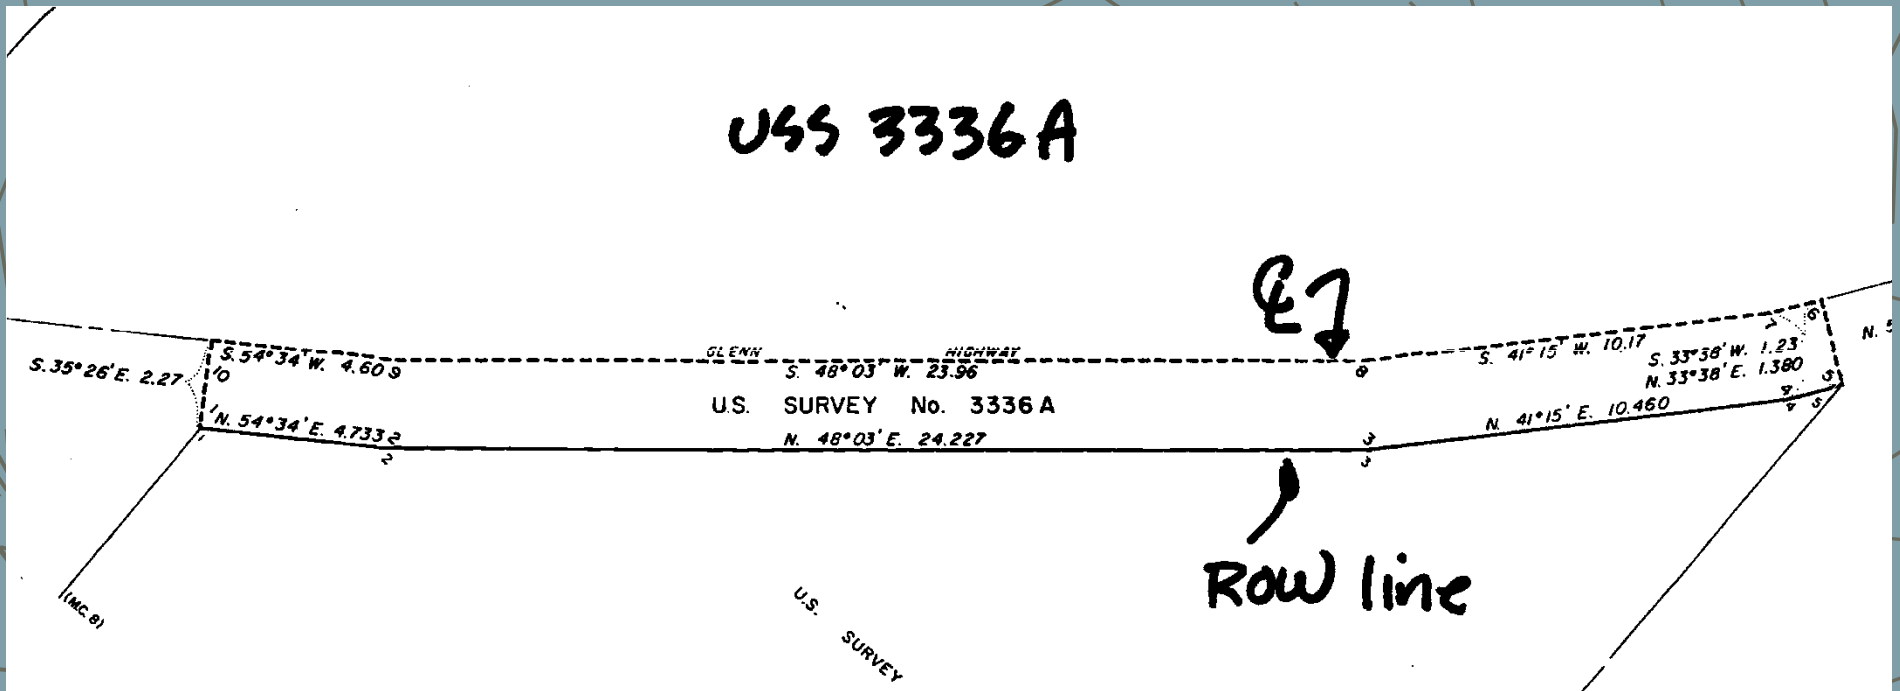 USS 3336A
℄
GLENN HIGHWAY
S. 54°34' W. 4.60
9
S. 48°03' W. 23.96
8
S. 41°15' W. 10.17
7
6
S. 33°38' W. 1.23
N. 33°38' E. 1.380
S. 35°26' E. 2.27
10
U.S. SURVEY No. 3336A
1
N. 54°34' E. 4.733
2
N. 48°03' E. 24.227
3
N. 41°15' E. 10.460
4
5
1
2
3
4
5
ROW line
(M.C. 8)
U.S.
SURVEY